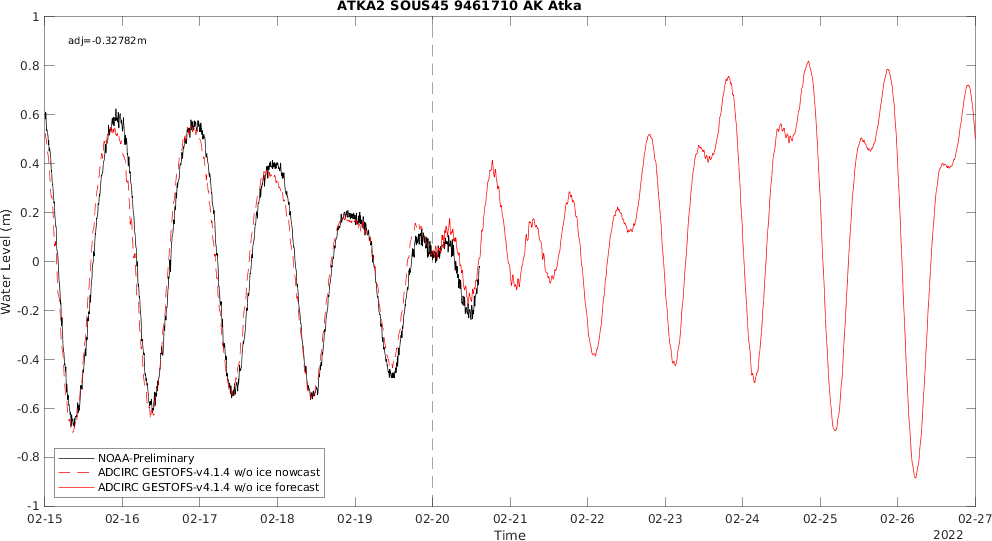 ATKA2 SOUS45 9461710 AK Atka
adj=-0.32782m
1
0.8
0.6
0.4
0.2
0
-0.2
-0.4
-0.6
-0.8
-1
Water Level (m)
NOAA-Preliminary
ADCIRC GESTOFS-v4.1.4 w/o ice nowcast
ADCIRC GESTOFS-v4.1.4 w/o ice forecast
02-15 02-16 02-17 02-18 02-19 02-20 02-21 02-22 02-23 02-24 02-25 02-26 02-27
Time
2022